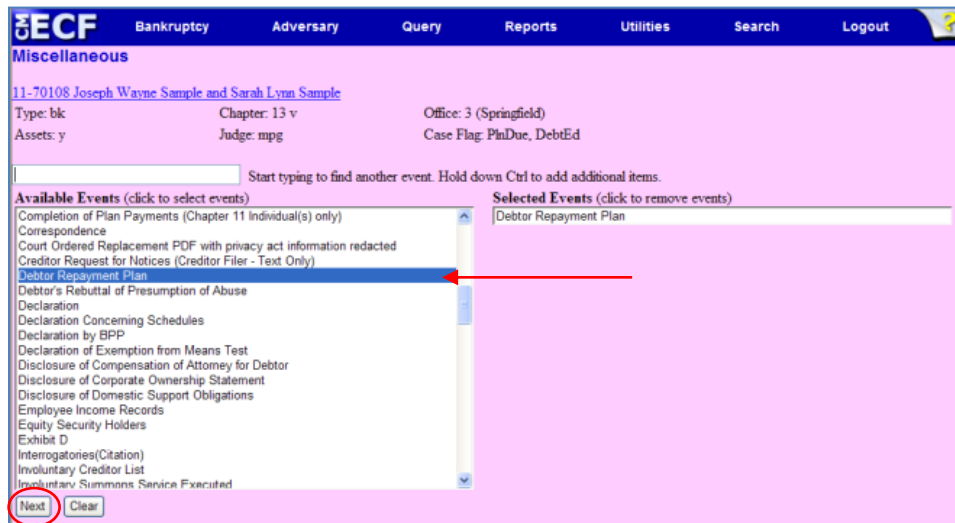 CM ECF Bankruptcy Adversary Query Reports Utilities Search Logout ?
Miscellaneous
11-70108 Joseph Wayne Sample and Sarah Lynn Sample
Type: bk Chapter: 13 v Office: 3 (Springfield)
Assets: y Judge: mpg Case Flag: PlnDue, DebtEd
Start typing to find another event. Hold down Ctrl to add additional items.
Available Events (click to select events) Selected Events (click to remove events)
Completion of Plan Payments (Chapter 11 Individual(s) only) Debtor Repayment Plan
Correspondence
Court Ordered Replacement PDF with privacy act information redacted
Creditor Request for Notices (Creditor Filer - Text Only)
Debtor Repayment Plan
Debtor's Rebuttal of Presumption of Abuse
Declaration
Declaration Concerning Schedules
Declaration by BPP
Declaration of Exemption from Means Test
Disclosure of Compensation of Attorney for Debtor
Disclosure of Corporate Ownership Statement
Disclosure of Domestic Support Obligations
Employee Income Records
Equity Security Holders
Exhibit D
Interrogatories(Citation)
Involuntary Creditor List
Involuntary Summons Service Executed
Next Clear